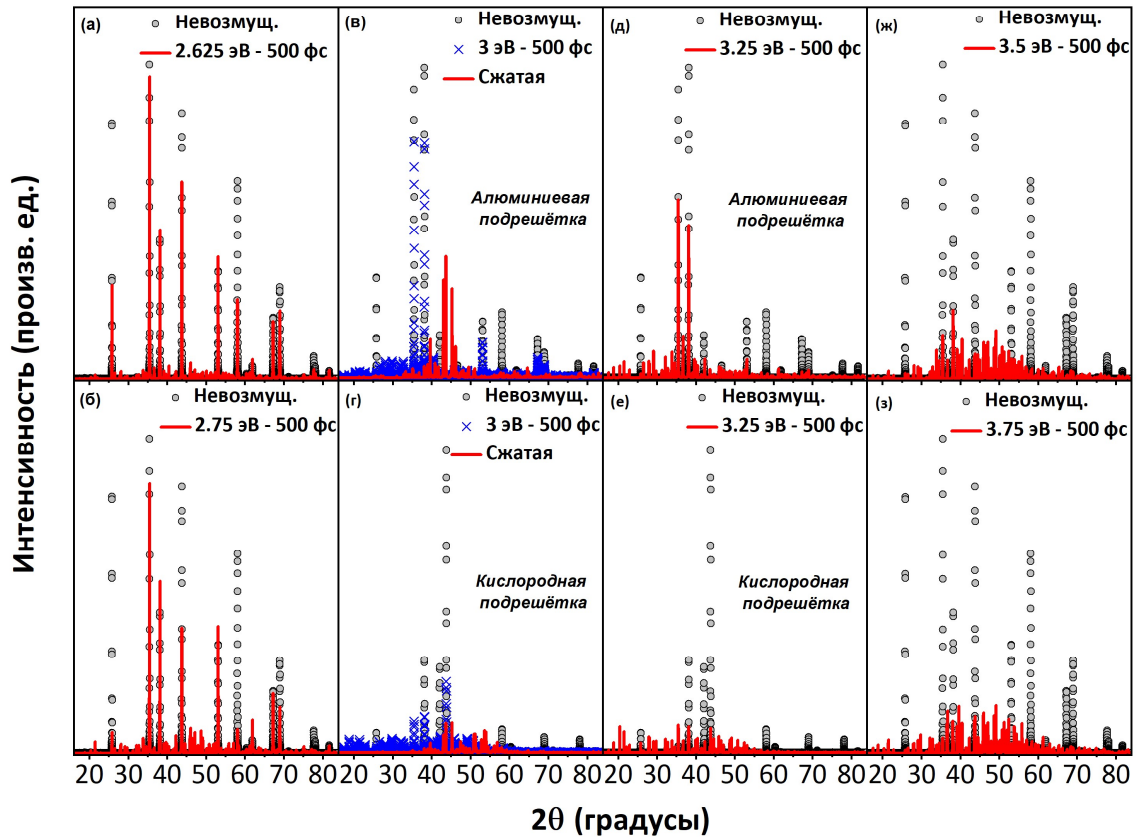 (а)
Невозмущ.
2.625 эВ - 500 фс
(в)
Невозмущ.
3 эВ - 500 фс
Сжатая
Алюминиевая
подрешётка
(д)
Невозмущ.
3.25 эВ - 500 фс
Алюминиевая
подрешётка
(ж)
Невозмущ.
3.5 эВ - 500 фс
(б)
Невозмущ.
2.75 эВ - 500 фс
(г)
Невозмущ.
3 эВ - 500 фс
Сжатая
Кислородная
подрешётка
(е)
Невозмущ.
3.25 эВ - 500 фс
Кислородная
подрешётка
(з)
Невозмущ.
3.75 эВ - 500 фс
Интенсивность (произв. ед.)
20 30 40 50 60 70 80 20 30 40 50 60 70 80 20 30 40 50 60 70 80 20 30 40 50 60 70 80
2θ (градусы)